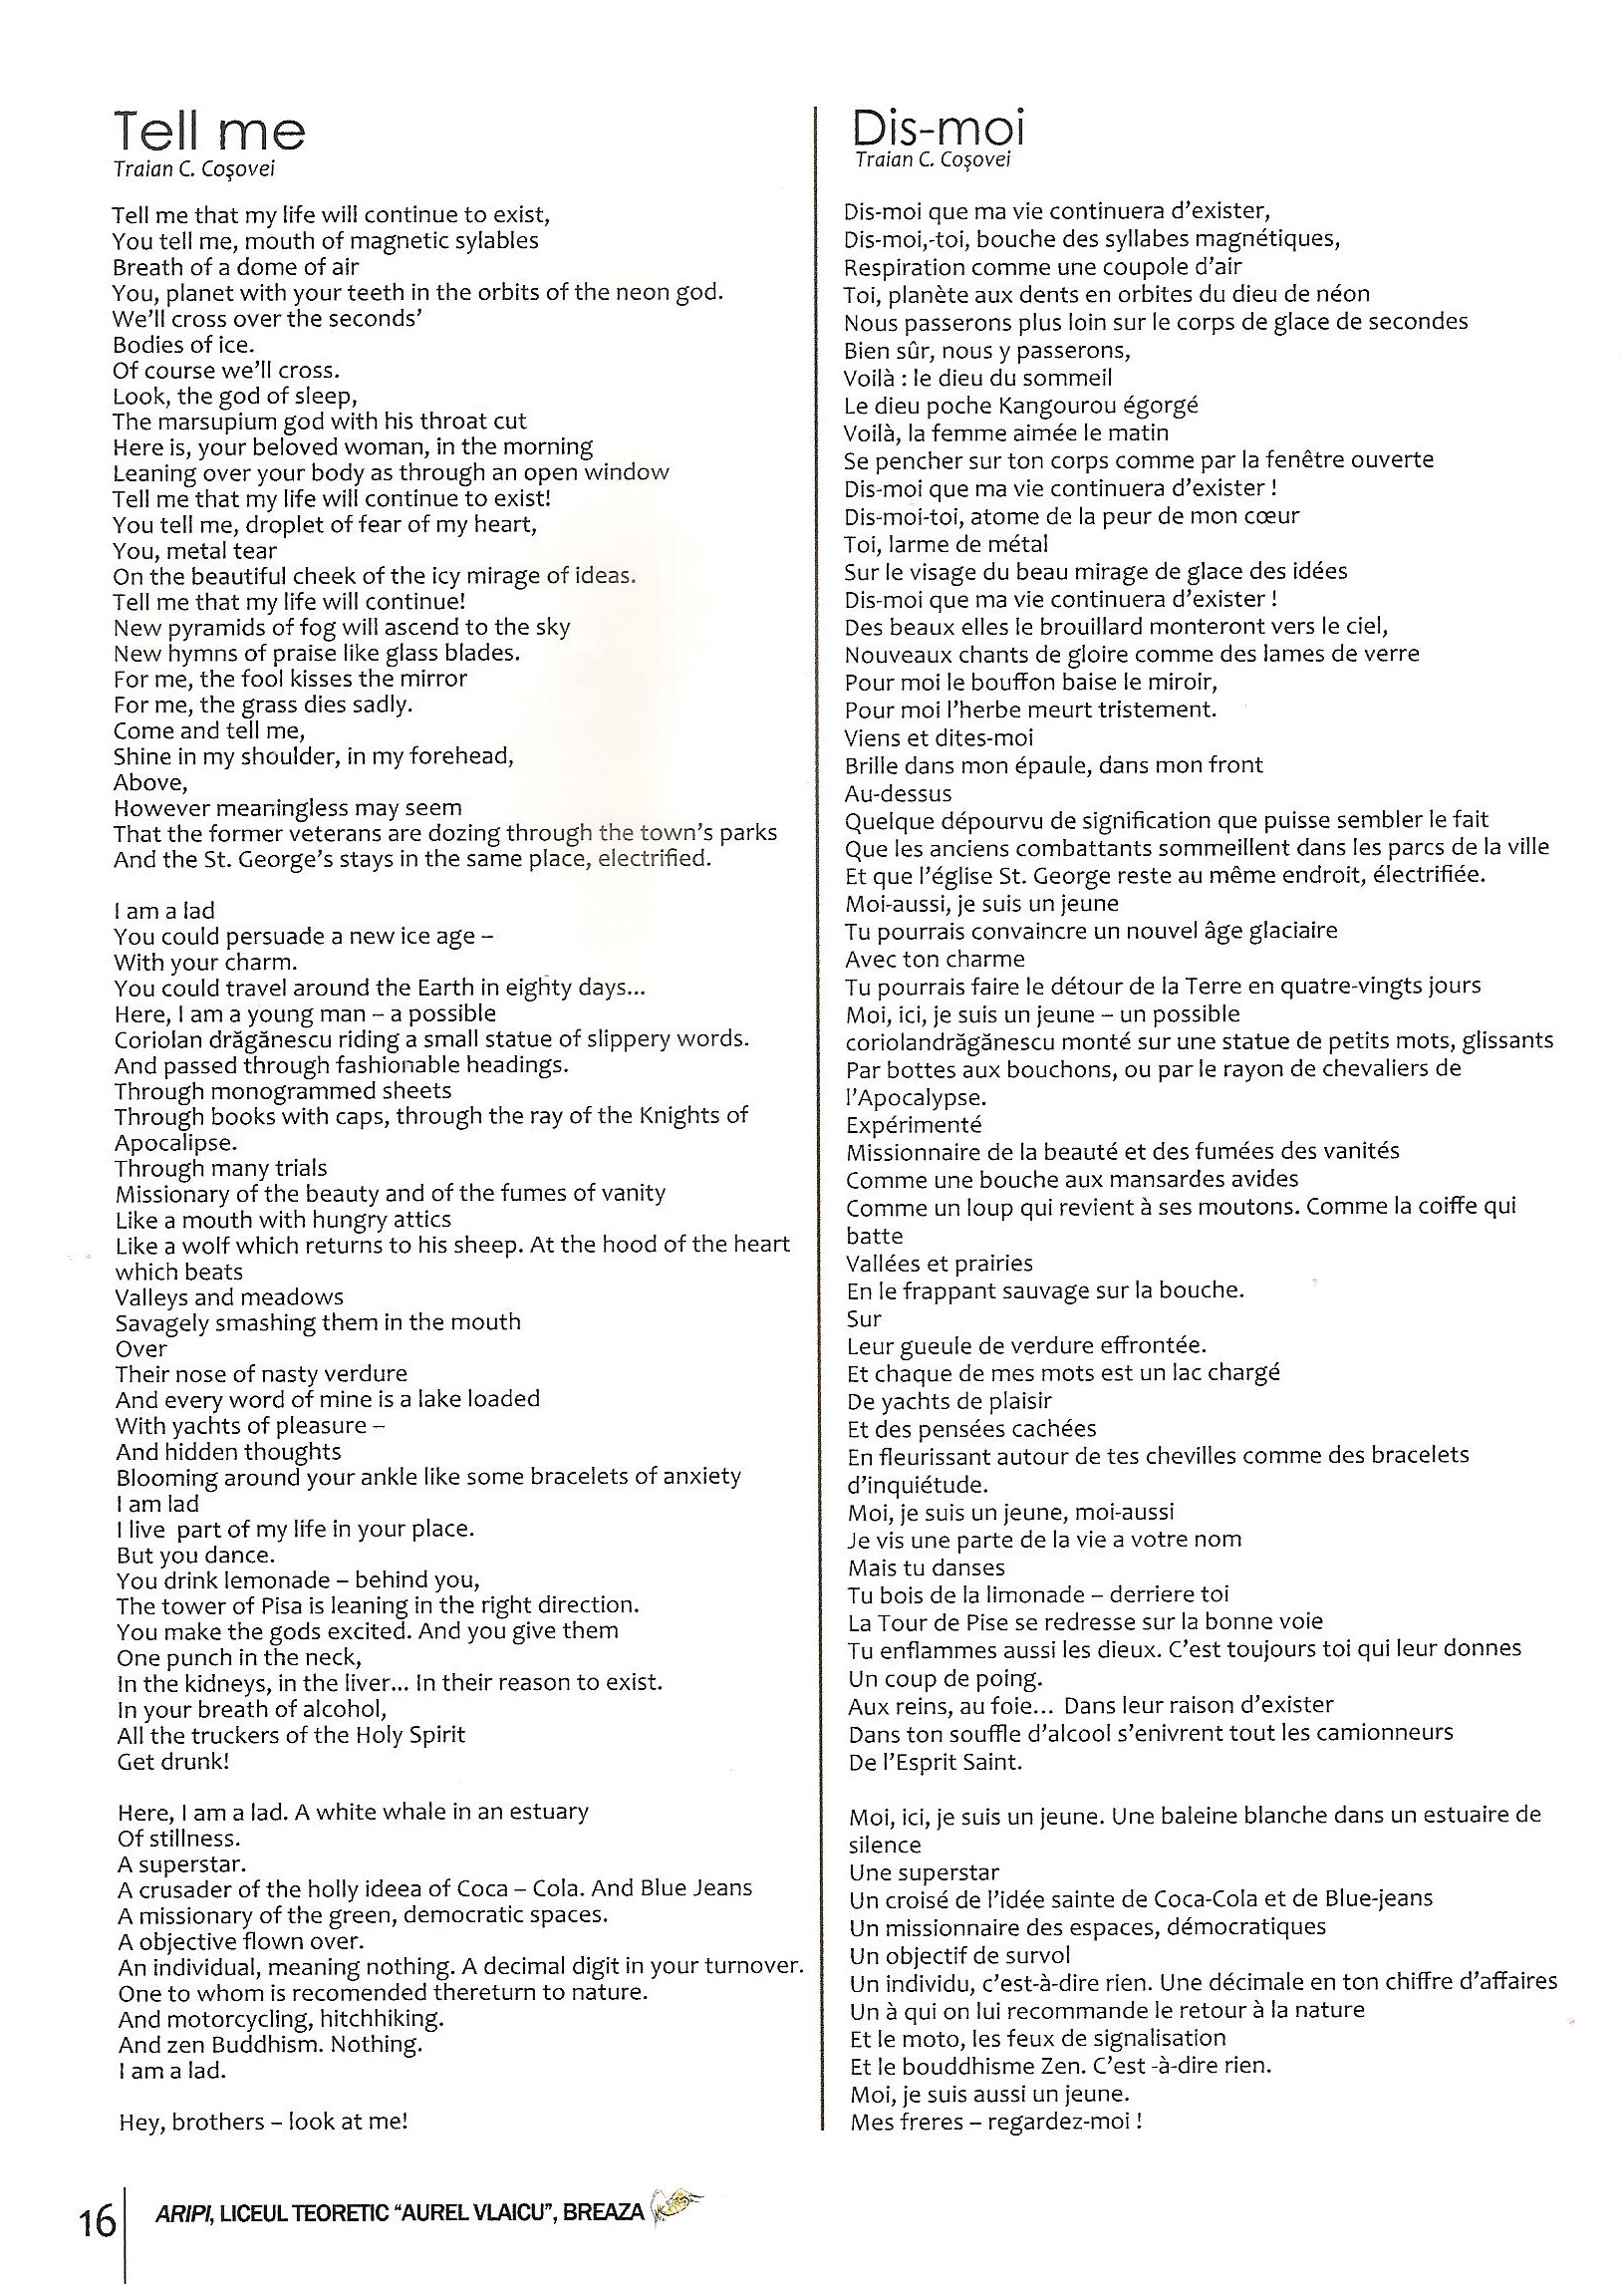 Tell me
Traian C. Coşovei
Tell me that my life will continue to exist,
You tell me, mouth of magnetic sylables
Breath of a dome of air
You, planet with your teeth in the orbits of the neon god.
We'll cross over the seconds'
Bodies of ice.
Of course we'll cross.
Look, the god of sleep,
The marsupium god with his throat cut
Here is, your beloved woman, in the morning
Leaning over your body as through an open window
Tell me that my life will continue to exist!
You tell me, droplet of fear of my heart,
You, metal tear
On the beautiful cheek of the icy mirage of ideas.
Tell me that my life will continue!
New pyramids of fog will ascend to the sky
New hymns of praise like glass blades.
For me, the fool kisses the mirror
For me, the grass dies sadly.
Come and tell me,
Shine in my shoulder, in my forehead,
Above,
However meaningless may seem
That the former veterans are dozing through the town's parks
And the St. George's stays in the same place, electrified.
I am a lad
You could persuade a new ice age –
With your charm.
You could travel around the Earth in eighty days...
Here, I am a young man – a possible
Coriolan drăgănescu riding a small statue of slippery words.
And passed through fashionable headings.
Through monogrammed sheets
Through books with caps, through the ray of the Knights of
Apocalipse.
Through many trials
Missionary of the beauty and of the fumes of vanity
Like a mouth with hungry attics
Like a wolf which returns to his sheep. At the hood of the heart
which beats
Valleys and meadows
Savagely smashing them in the mouth
Over
Their nose of nasty verdure
And every word of mine is a lake loaded
With yachts of pleasure –
And hidden thoughts
Blooming around your ankle like some bracelets of anxiety
I am lad
I live  part of my life in your place.
But you dance.
You drink lemonade – behind you,
The tower of Pisa is leaning in the right direction.
You make the gods excited. And you give them
One punch in the neck,
In the kidneys, in the liver... In their reason to exist.
In your breath of alcohol,
All the truckers of the Holy Spirit
Get drunk!
Here, I am a lad. A white whale in an estuary
Of stillness.
A superstar.
A crusader of the holly ideea of Coca – Cola. And Blue Jeans
A missionary of the green, democratic spaces.
A objective flown over.
An individual, meaning nothing. A decimal digit in your turnover.
One to whom is recomended thereturn to nature.
And motorcycling, hitchhiking.
And zen Buddhism. Nothing.
I am a lad.
Hey, brothers – look at me!
Dis-moi
Traian C. Coşovei
Dis-moi que ma vie continuera d'exister,
Dis-moi,-toi, bouche des syllabes magnétiques,
Respiration comme une coupole d'air
Toi, planète aux dents en orbites du dieu de néon
Nous passerons plus loin sur le corps de glace de secondes
Bien sûr, nous y passerons,
Voilà : le dieu du sommeil
Le dieu poche Kangourou égorgé
Voilà, la femme aimée le matin
Se pencher sur ton corps comme par la fenêtre ouverte
Dis-moi que ma vie continuera d'exister !
Dis-moi-toi, atome de la peur de mon cœur
Toi, larme de métal
Sur le visage du beau mirage de glace des idées
Dis-moi que ma vie continuera d'exister !
Des beaux elles le brouillard monteront vers le ciel,
Nouveaux chants de gloire comme des lames de verre
Pour moi le bouffon baise le miroir,
Pour moi l'herbe meurt tristement.
Viens et dites-moi
Brille dans mon épaule, dans mon front
Au-dessus
Quelque dépourvu de signification que puisse sembler le fait
Que les anciens combattants sommeillent dans les parcs de la ville
Et que l'église St. George reste au même endroit, électrifiée.
Moi-aussi, je suis un jeune
Tu pourrais convaincre un nouvel âge glaciaire
Avec ton charme
Tu pourrais faire le détour de la Terre en quatre-vingts jours
Moi, ici, je suis un jeune – un possible
coriolandrăgănescu monté sur une statue de petits mots, glissants
Par bottes aux bouchons, ou par le rayon de chevaliers de
l'Apocalypse.
Expérimenté
Missionnaire de la beauté et des fumées des vanités
Comme une bouche aux mansardes avides
Comme un loup qui revient à ses moutons. Comme la coiffe qui
batte
Vallées et prairies
En le frappant sauvage sur la bouche.
Sur
Leur gueule de verdure effrontée.
Et chaque de mes mots est un lac chargé
De yachts de plaisir
Et des pensées cachées
En fleurissant autour de tes chevilles comme des bracelets
d'inquiétude.
Moi, je suis un jeune, moi-aussi
Je vis une parte de la vie a votre nom
Mais tu danses
Tu bois de la limonade – derriere toi
La Tour de Pise se redresse sur la bonne voie
Tu enflammes aussi les dieux. C'est toujours toi qui leur donnes
Un coup de poing.
Aux reins, au foie... Dans leur raison d'exister
Dans ton souffle d'alcool s'enivrent tout les camionneurs
De l'Esprit Saint.
Moi, ici, je suis un jeune. Une baleine blanche dans un estuaire de
silence
Une superstar
Un croisé de l'idée sainte de Coca-Cola et de Blue-jeans
Un missionnaire des espaces, démocratiques
Un objectif de survol
Un individu, c'est-à-dire rien. Une décimale en ton chiffre d'affaires
Un à qui on lui recommande le retour à la nature
Et le moto, les feux de signalisation
Et le bouddhisme Zen. C'est -à-dire rien.
Moi, je suis aussi un jeune.
Mes freres – regardez-moi !
16
ARIPI, LICEUL TEORETIC "AUREL VLAICU", BREAZA